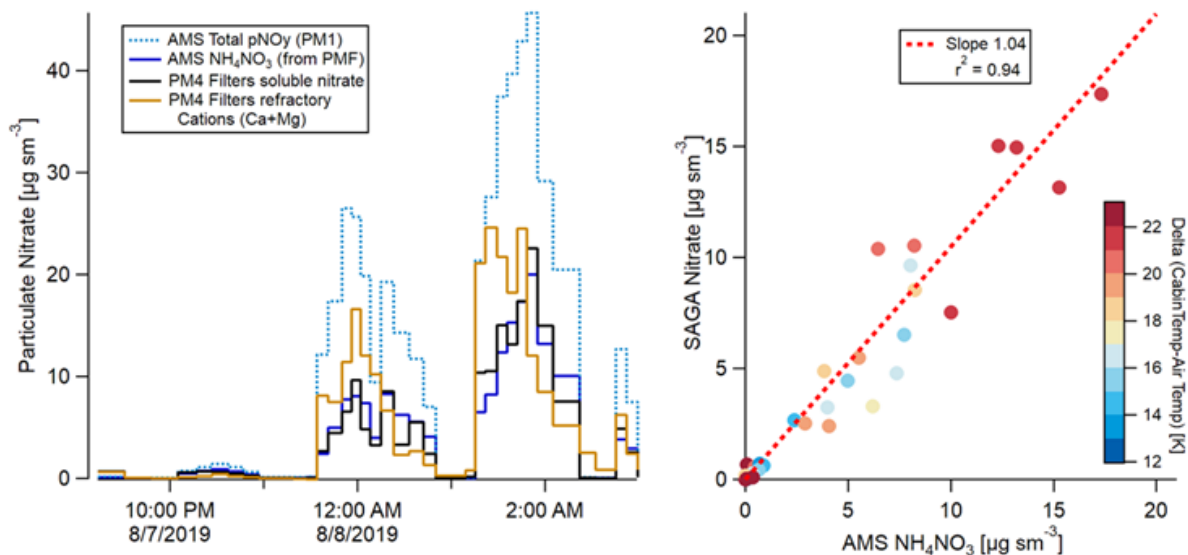 AMS Total pNOy (PM1)
AMS NH₄NO₃ (from PMF)
PM4 Filters soluble nitrate
PM4 Filters refractory
Cations (Ca+Mg)
Particulate Nitrate [µg sm⁻³]
40
30
20
10
0
10:00 PM
8/7/2019
12:00 AM
8/8/2019
2:00 AM
Slope 1.04
r² = 0.94
SAGA Nitrate [µg sm⁻³]
20
15
10
5
0
0
5
10
15
20
AMS NH₄NO₃ [µg sm⁻³]
22
20
18
16
14
12
Delta (CabinTemp-Air Temp) [K]